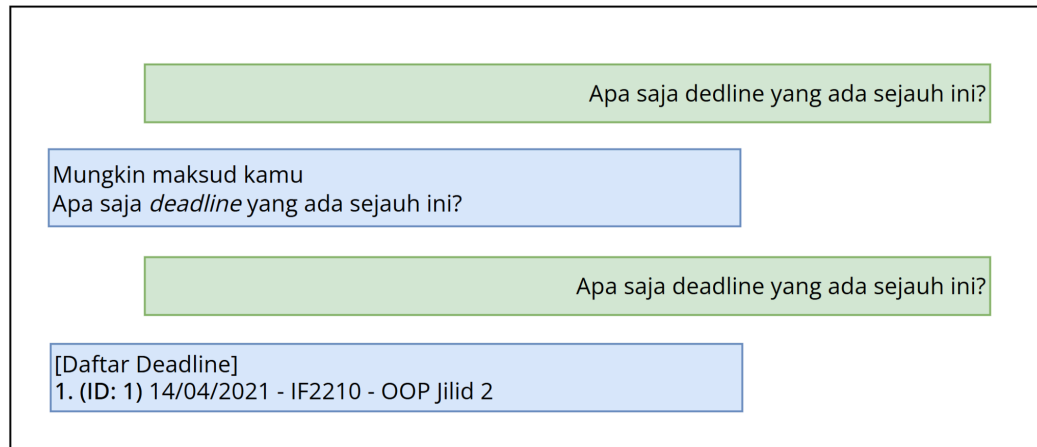 Apa saja dedline yang ada sejauh ini?
Mungkin maksud kamu
Apa saja deadline yang ada sejauh ini?
Apa saja deadline yang ada sejauh ini?
[Daftar Deadline]
1. (ID: 1) 14/04/2021 - IF2210 - OOP Jilid 2